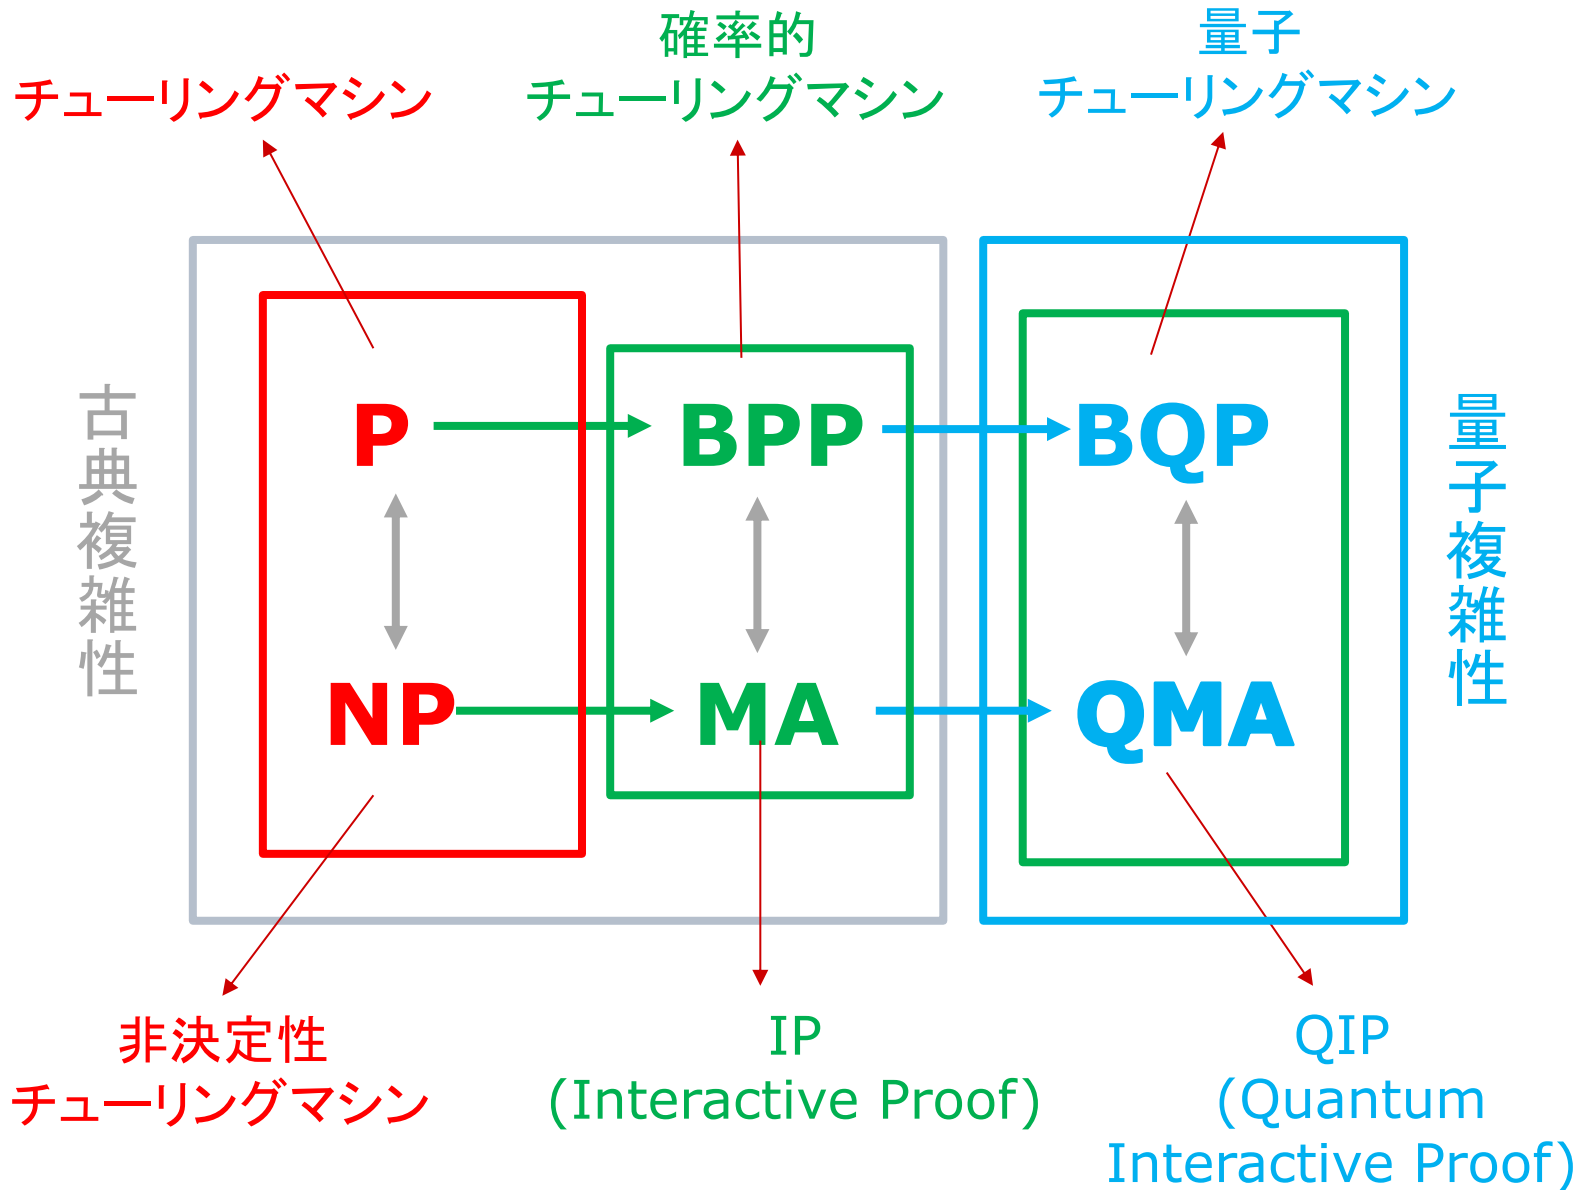 チューリングマシン
確率的
チューリングマシン
量子
チューリングマシン
古典複雑性
P
BPP
BQP
量子複雑性
NP
MA
QMA
非決定性
チューリングマシン
IP
(Interactive Proof)
QIP
(Quantum
Interactive Proof)